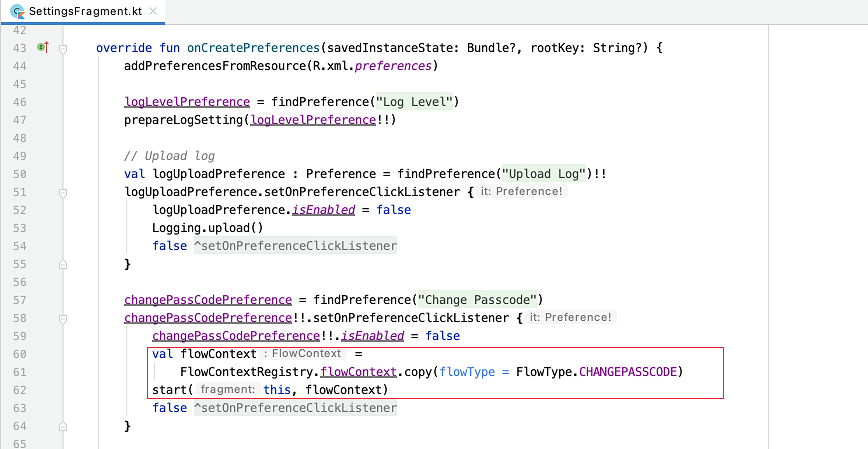 SettingsFragment.kt
42
43 override fun onCreatePreferences(savedInstanceState: Bundle?, rootKey: String?) {
44 addPreferencesFromResource(R.xml.preferences)
45
46 logLevelPreference = findPreference("Log Level")
47 prepareLogSetting(logLevelPreference!!)
48
49 // Upload log
50 val logUploadPreference : Preference = findPreference("Upload Log")!!
51 logUploadPreference.setOnPreferenceClickListener { it: Preference!
52 logUploadPreference.isEnabled = false
53 Logging.upload()
54 false ^setOnPreferenceClickListener
55 }
56
57 changePassCodePreference = findPreference("Change Passcode")
58 changePassCodePreference!!.setOnPreferenceClickListener { it: Preference!
59 changePassCodePreference!!.isEnabled = false
60 val flowContext : FlowContext =
61 FlowContextRegistry.flowContext.copy(flowType = FlowType.CHANGEPASSCODE)
62 start( fragment: this, flowContext)
63 false ^setOnPreferenceClickListener
64 }
65